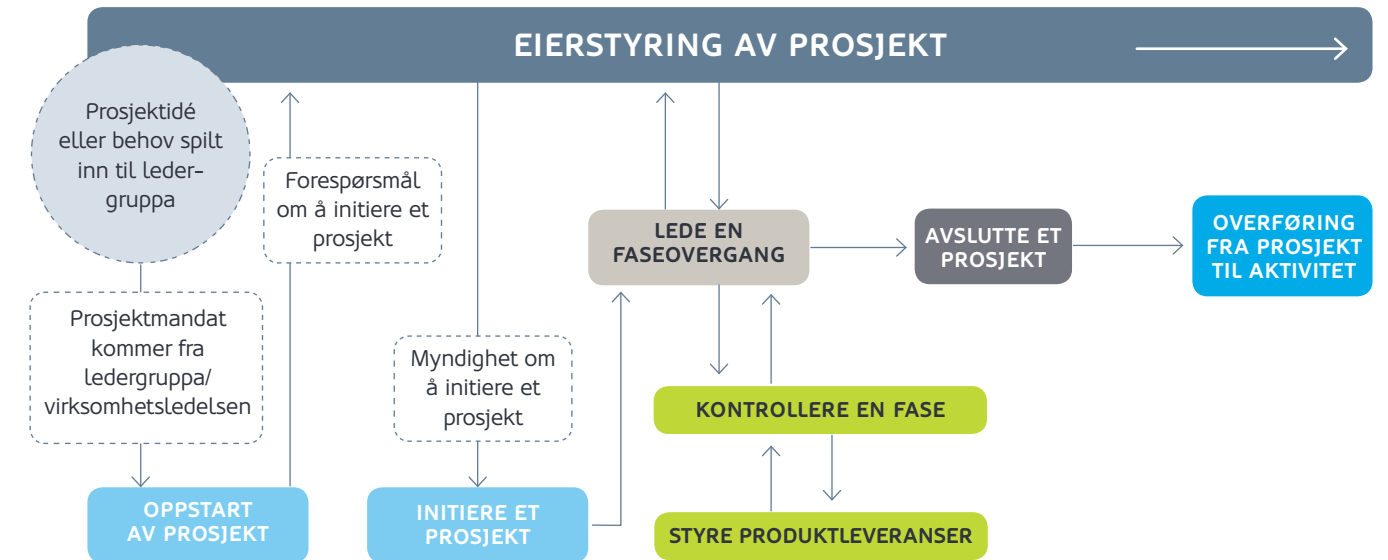 EIERSTYRING AV PROSJEKT
Prosjektidé
eller behov spilt
inn til leder-
gruppa
Prosjektmandat
kommer fra
ledergruppa/
virksomhetsledelsen
OPPSTART
AV PROSJEKT
Forespørsmål
om å initiere et
prosjekt
Myndighet om
å initiere et
prosjekt
INITIERE ET
PROSJEKT
LEDE EN
FASEOVERGANG
KONTROLLERE EN FASE
STYRE PRODUKTLEVERANSER
AVSLUTTE ET
PROSJEKT
OVERFØRING
FRA PROSJEKT
TIL AKTIVITET